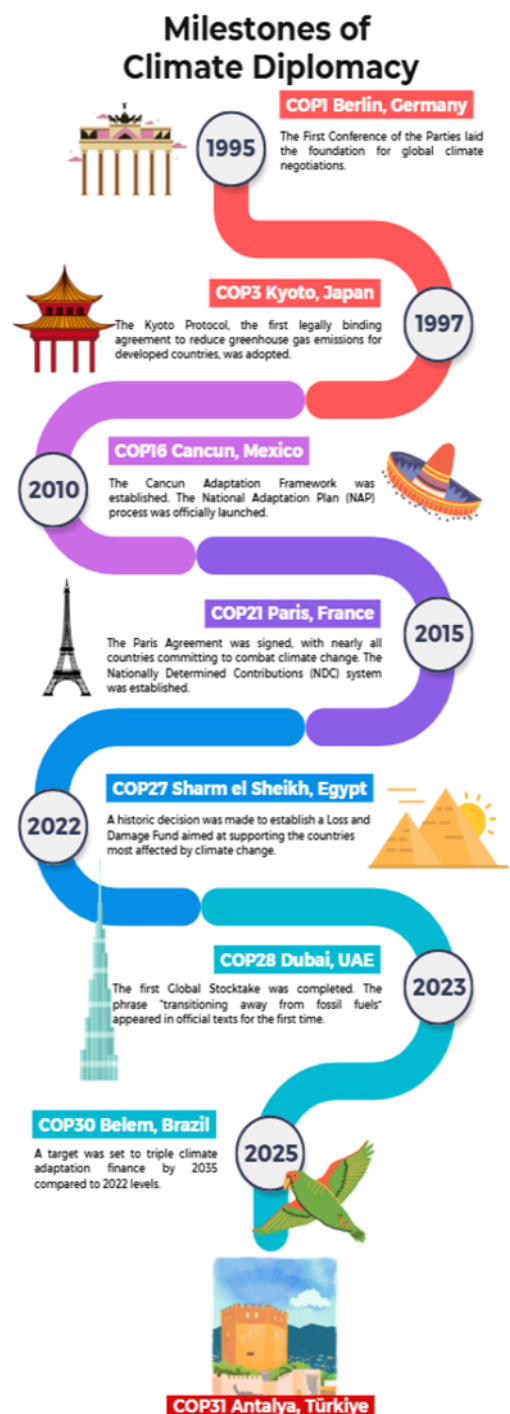 Milestones of
Climate Diplomacy
COP1 Berlin, Germany
1995
The First Conference of the Parties laid
the foundation for global climate
negotiations.
COP3 Kyoto, Japan
1997
The Kyoto Protocol, the first legally binding
agreement to reduce greenhouse gas emissions for
developed countries, was adopted.
COP16 Cancun, Mexico
2010
The Cancun Adaptation Framework was
established. The National Adaptation Plan (NAP)
process was officially launched.
COP21 Paris, France
2015
The Paris Agreement was signed, with nearly all
countries committing to combat climate change. The
Nationally Determined Contributions (NDC) system
was established.
COP27 Sharm el Sheikh, Egypt
2022
A historic decision was made to establish a Loss and
Damage Fund aimed at supporting the countries
most affected by climate change.
COP28 Dubai, UAE
2023
The first Global Stocktake was completed. The
phrase "transitioning away from fossil fuels"
appeared in official texts for the first time.
COP30 Belem, Brazil
2025
A target was set to triple climate
adaptation finance by 2035
compared to 2022 levels.
COP31 Antalya, Türkiye